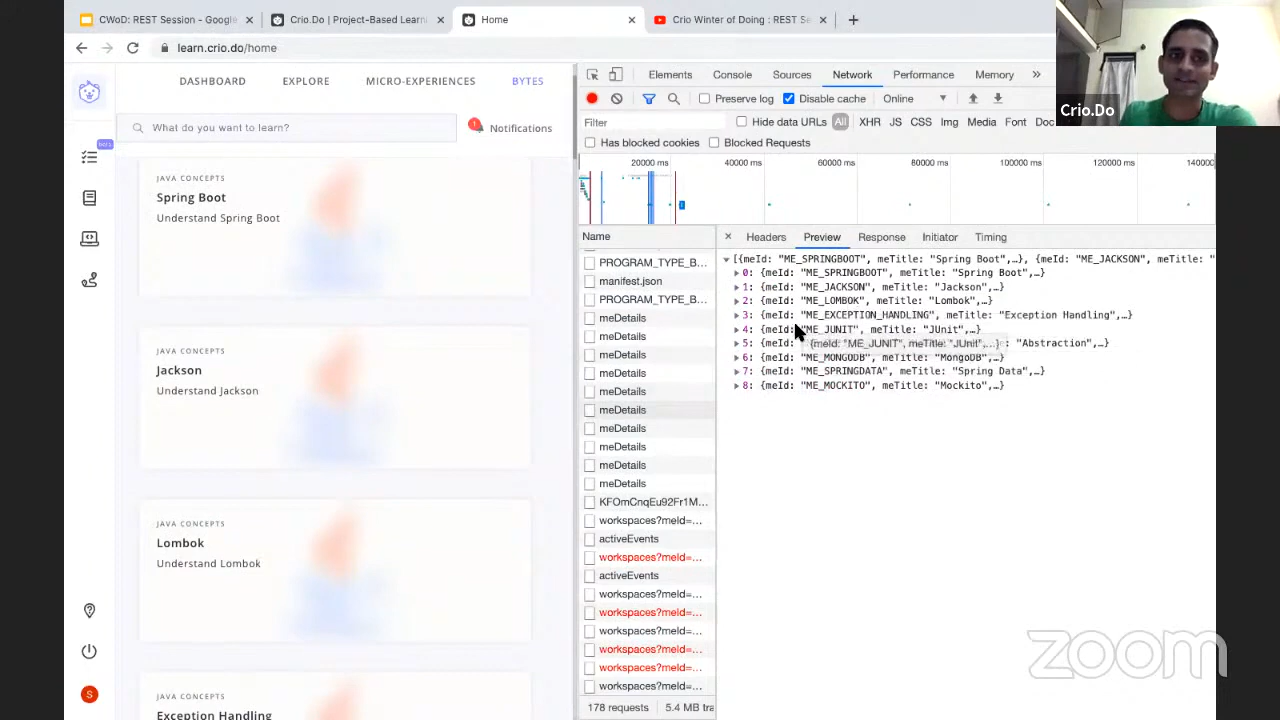 CWoD: REST Session - Google
Crio.Do | Project-Based Learni
Home
Crio Winter of Doing : REST Se
learn.crio.do/home
Crio.Do
DASHBOARD
EXPLORE
MICRO-EXPERIENCES
BYTES
What do you want to learn?
1
Notifications
beta
JAVA CONCEPTS
Spring Boot
Understand Spring Boot
JAVA CONCEPTS
Jackson
Understand Jackson
JAVA CONCEPTS
Lombok
Understand Lombok
JAVA CONCEPTS
Exception Handling
S
Elements
Console
Sources
Network
Performance
Memory
Preserve log
Disable cache
Online
Filter
Hide data URLs
All
XHR
JS
CSS
Img
Media
Font
Doc
Has blocked cookies
Blocked Requests
20000 ms
40000 ms
60000 ms
80000 ms
100000 ms
120000 ms
140000
Name
PROGRAM_TYPE_B...
manifest.json
PROGRAM_TYPE_B...
meDetails
meDetails
meDetails
meDetails
meDetails
meDetails
meDetails
meDetails
meDetails
meDetails
KFOmCnqEu92Fr1M...
workspaces?meId=...
activeEvents
workspaces?meId=...
activeEvents
workspaces?meId=...
workspaces?meId=...
workspaces?meId=...
workspaces?meId=...
workspaces?meId=...
workspaces?meId=...
178 requests
5.4 MB tra
Headers
Preview
Response
Initiator
Timing
[{meId: "ME_SPRINGBOOT", meTitle: "Spring Boot",…}, {meId: "ME_JACKSON", meTitle: "
0: {meId: "ME_SPRINGBOOT", meTitle: "Spring Boot",…}
1: {meId: "ME_JACKSON", meTitle: "Jackson",…}
2: {meId: "ME_LOMBOK", meTitle: "Lombok",…}
3: {meId: "ME_EXCEPTION_HANDLING", meTitle: "Exception Handling",…}
4: {meId: "ME_JUNIT", meTitle: "JUnit",…}
5: {meId: {meId: "ME_JUNIT", meTitle: "JUnit",…} : "Abstraction",…}
6: {meId: "ME_MONGODB", meTitle: "MongoDB",…}
7: {meId: "ME_SPRINGDATA", meTitle: "Spring Data",…}
8: {meId: "ME_MOCKITO", meTitle: "Mockito",…}
zoom